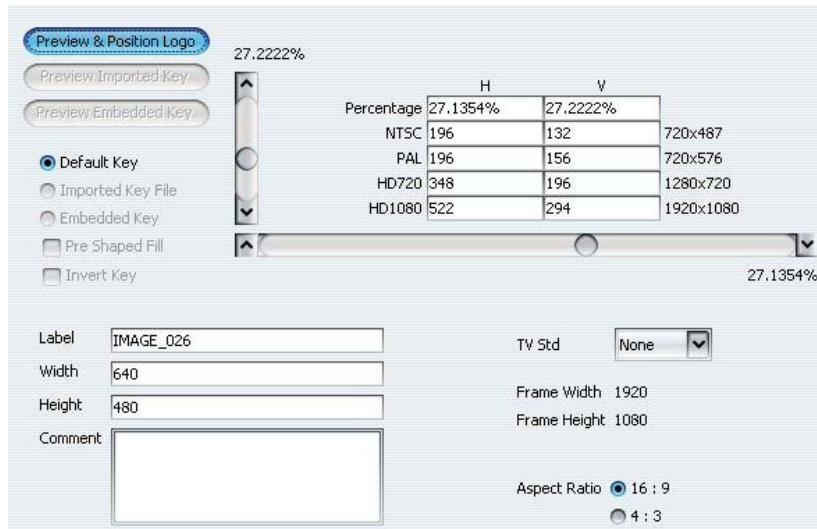 Preview & Position Logo
Preview Imported Key
Preview Embedded Key
27.2222%
Default Key
Imported Key File
Embedded Key
Pre Shaped Fill
Invert Key
H V
Percentage 27.1354% 27.2222%
NTSC 196 132 720x487
PAL 196 156 720x576
HD720 348 196 1280x720
HD1080 522 294 1920x1080
27.1354%
Label IMAGE_026
Width 640
Height 480
Comment
TV Std None
Frame Width 1920
Frame Height 1080
Aspect Ratio 16 : 9
4 : 3